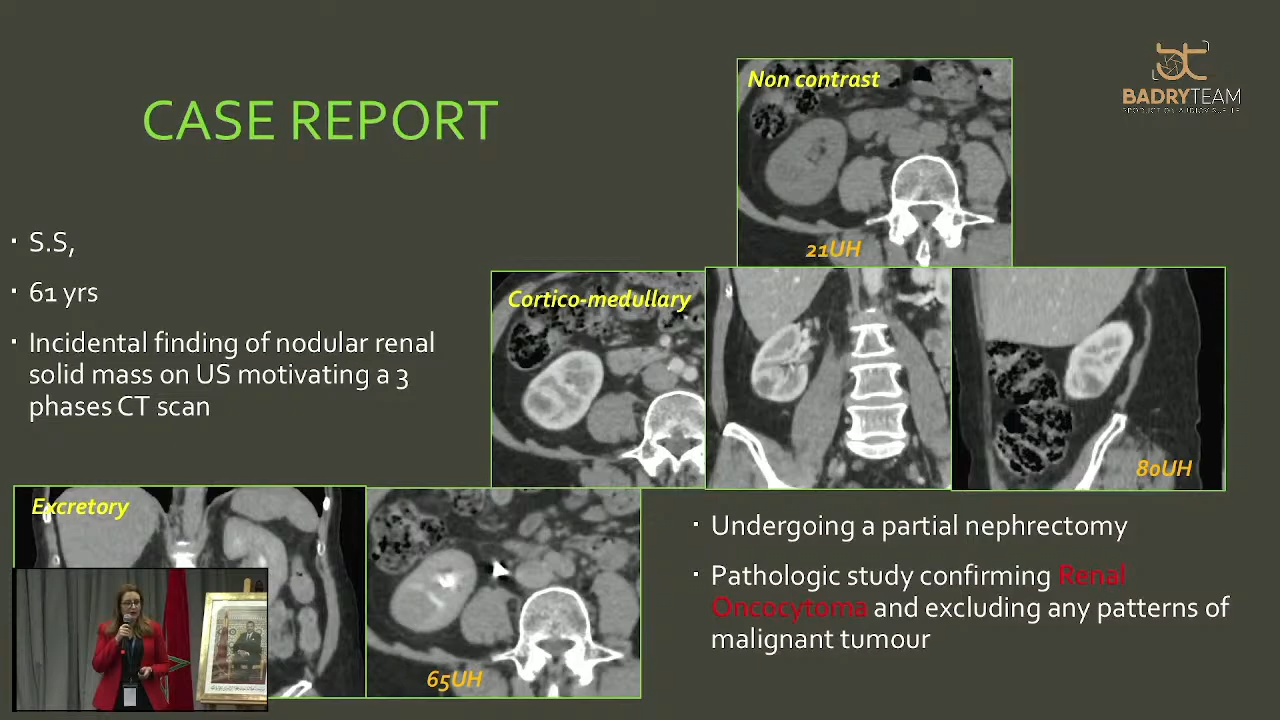 CASE REPORT
BADRYTEAM
· S.S,
· 61 yrs
· Incidental finding of nodular renal
solid mass on US motivating a 3
phases CT scan
Non contrast
21UH
Cortico-medullary
80UH
Excretory
65UH
· Undergoing a partial nephrectomy
· Pathologic study confirming Renal
Oncocytoma and excluding any patterns of
malignant tumour